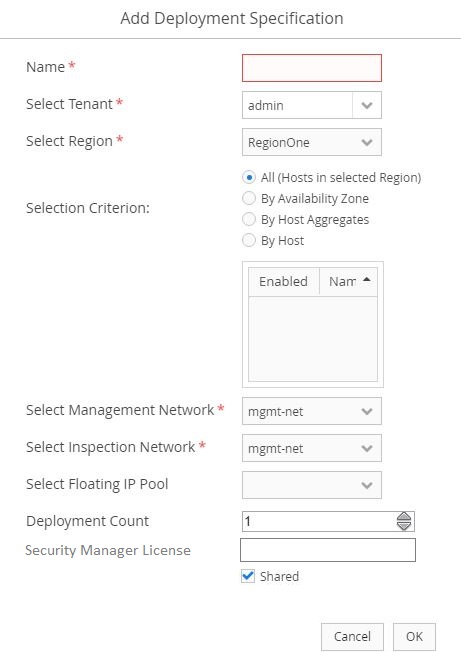 Add Deployment Specification
Name *
Select Tenant * admin
Select Region * RegionOne
Selection Criterion:
All (Hosts in selected Region)
By Availability Zone
By Host Aggregates
By Host
Enabled Nam
Select Management Network * mgmt-net
Select Inspection Network * mgmt-net
Select Floating IP Pool
Deployment Count 1
Security Manager License
Shared
Cancel OK